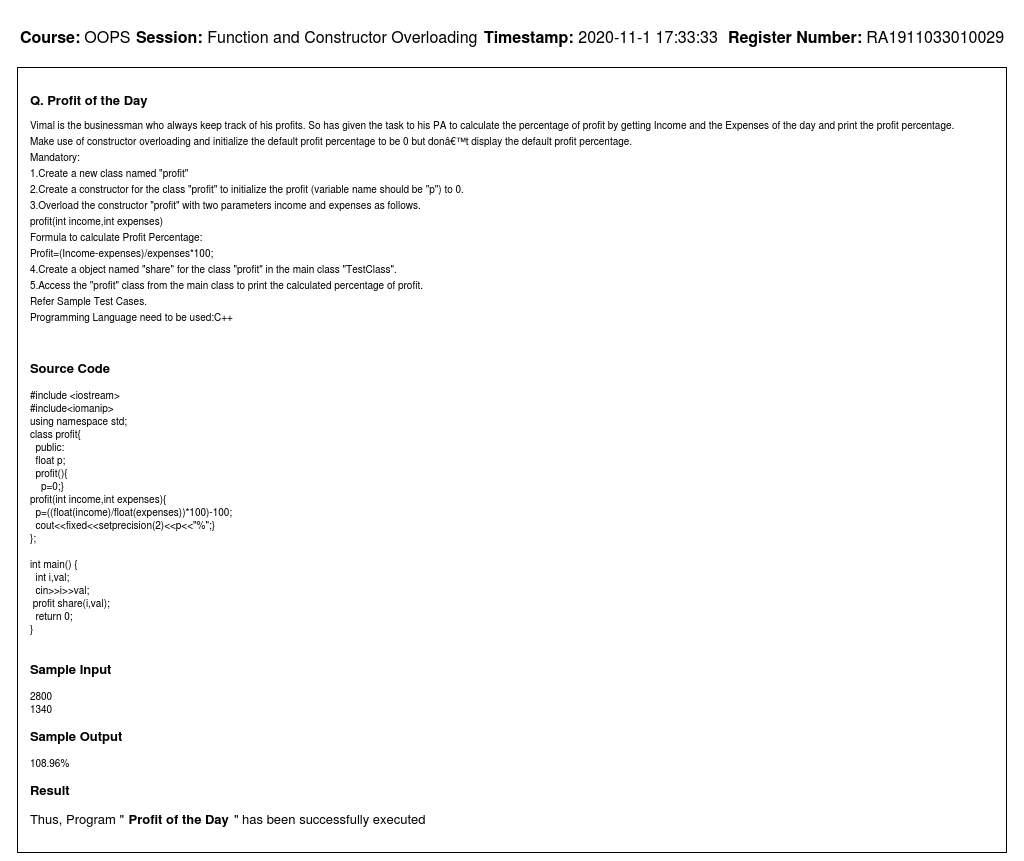 Course: OOPS Session: Function and Constructor Overloading Timestamp: 2020-11-1 17:33:33 Register Number: RA1911033010029
Q. Profit of the Day
Vimal is the businessman who always keep track of his profits. So has given the task to his PA to calculate the percentage of profit by getting Income and the Expenses of the day and print the profit percentage.
Make use of constructor overloading and initialize the default profit percentage to be 0 but donâ€™t display the default profit percentage.
Mandatory:
1.Create a new class named "profit"
2.Create a constructor for the class "profit" to initialize the profit (variable name should be "p") to 0.
3.Overload the constructor "profit" with two parameters income and expenses as follows.
profit(int income,int expenses)
Formula to calculate Profit Percentage:
Profit=(Income-expenses)/expenses*100;
4.Create a object named "share" for the class "profit" in the main class "TestClass".
5.Access the "profit" class from the main class to print the calculated percentage of profit.
Refer Sample Test Cases.
Programming Language need to be used:C++
Source Code
#include <iostream>
#include<iomanip>
using namespace std;
class profit{
public:
float p;
profit(){
p=0;}
profit(int income,int expenses){
p=((float(income)/float(expenses))*100)-100;
cout<<fixed<<setprecision(2)<<p<<"%";}
};
int main() {
int i,val;
cin>>i>>val;
profit share(i,val);
return 0;
}
Sample Input
2800
1340
Sample Output
108.96%
Result
Thus, Program " Profit of the Day " has been successfully executed